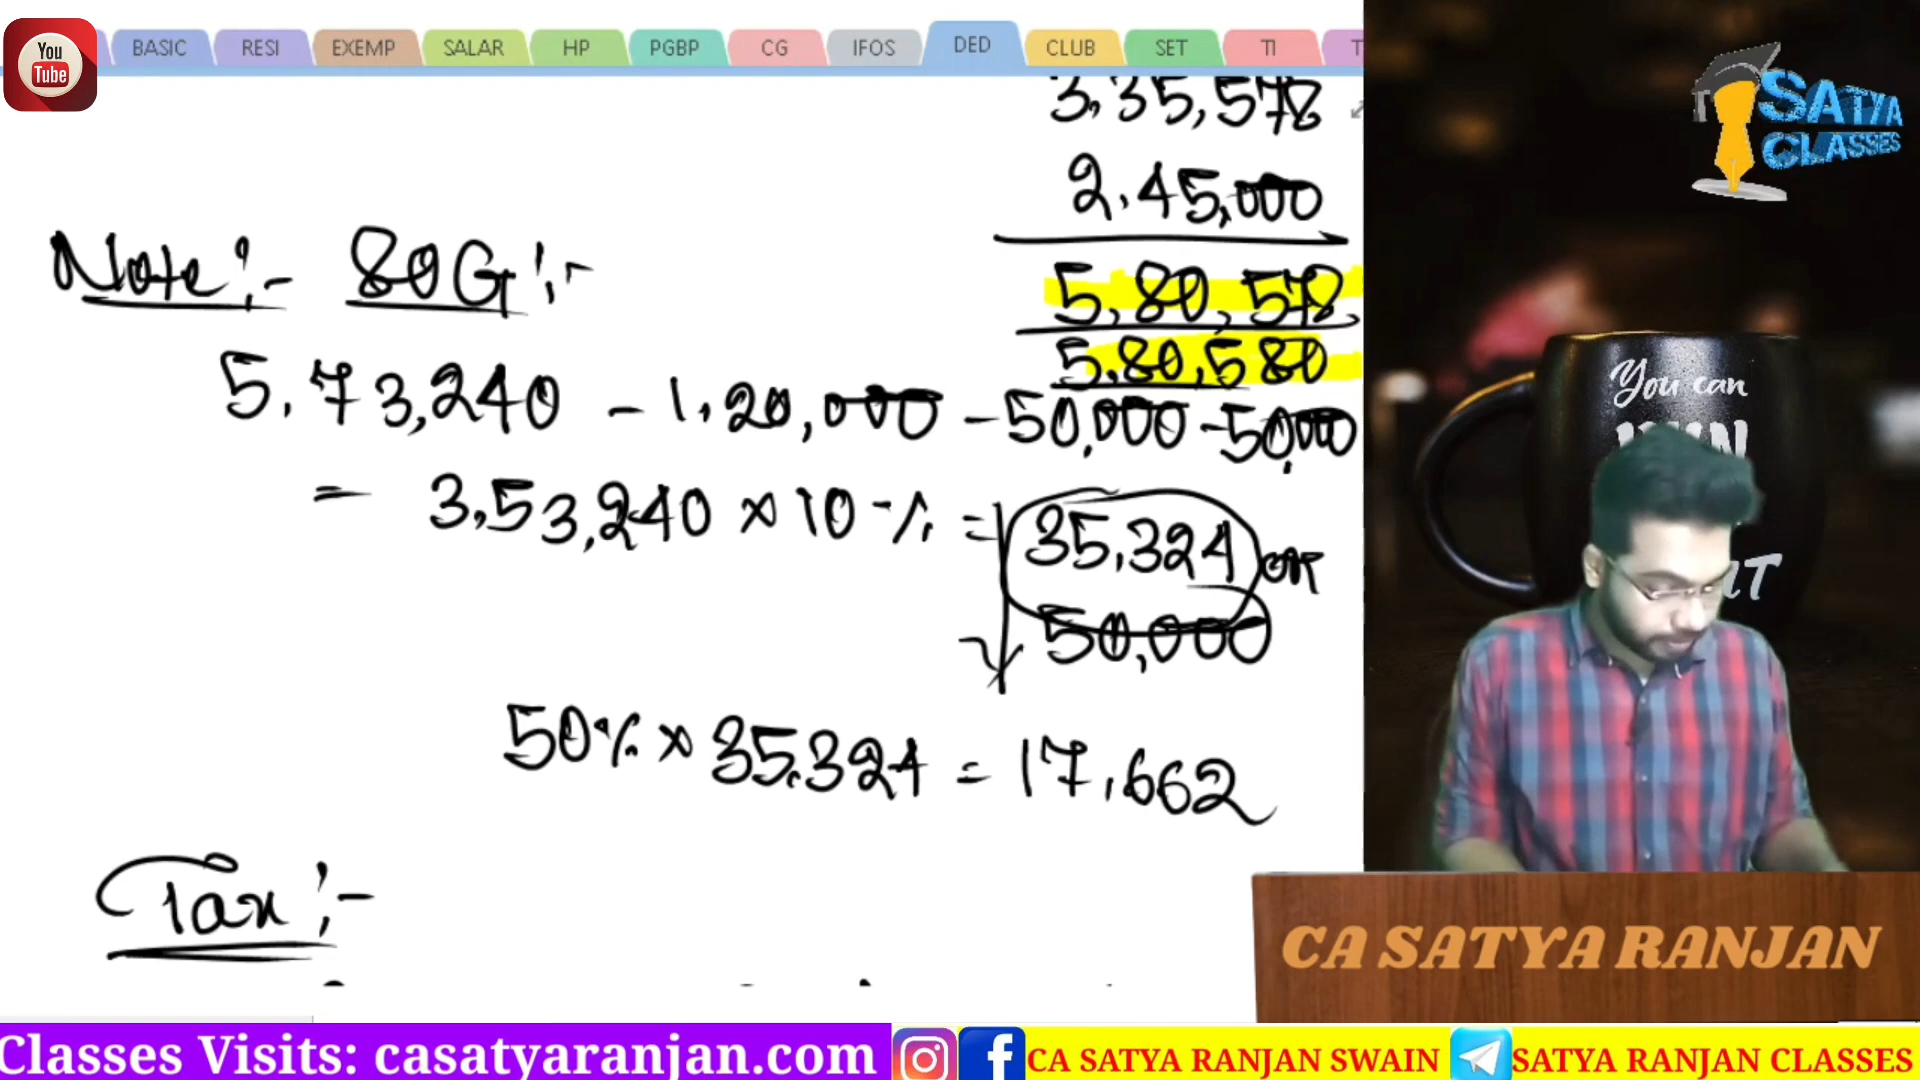 You
Tube
BASIC RESI EXEMP SALAR HP PGBP CG IFOS DED CLUB SET TI T
3,35,578
2,45,000
5,80,578
5,80,580
Note:- 80G:-
5,73,240 - 1,20,000 - 50,000 - 50,000
= 3,53,240 × 10% = 35,324 or
50,000
50% × 35,324 = 17,662
Tax:-
SATYA
CLASSES
You can
CA SATYA RANJAN
Classes Visits: casatyaranjan.com CA SATYA RANJAN SWAIN SATYA RANJAN CLASSES